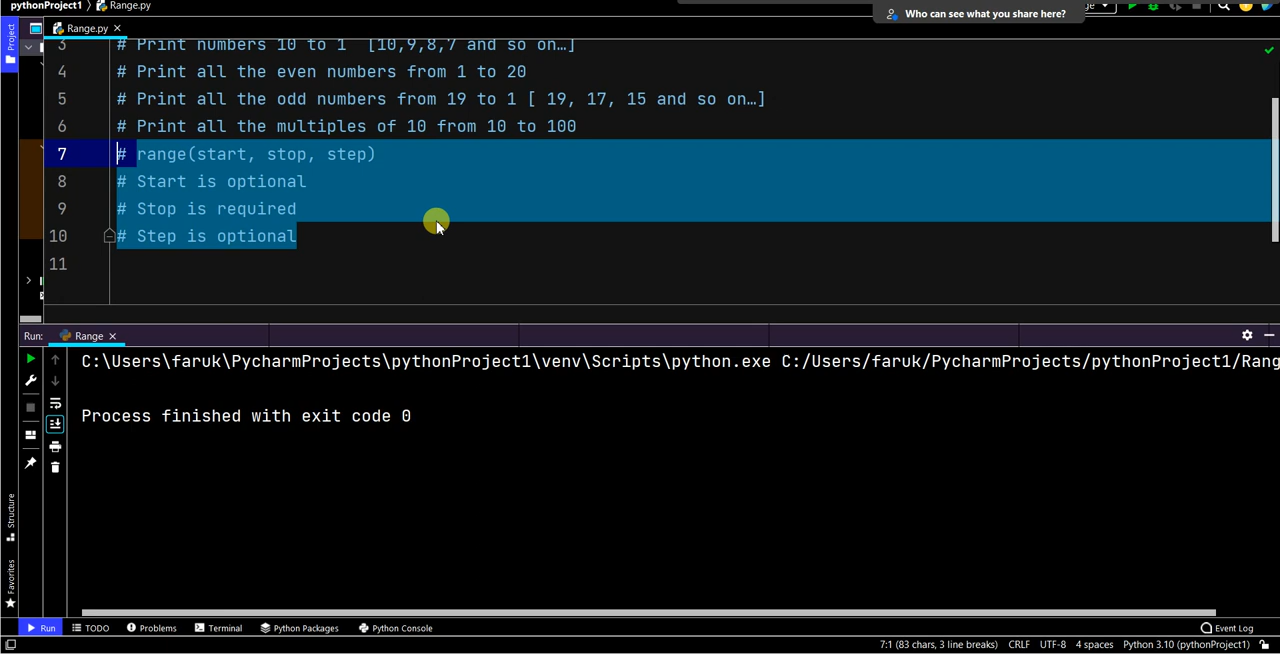 pythonProject1 〉 Range.py
Who can see what you share here?
Project
Range.py ×
3 # Print numbers 10 to 1 [10,9,8,7 and so on…]
4 # Print all the even numbers from 1 to 20
5 # Print all the odd numbers from 19 to 1 [ 19, 17, 15 and so on…]
6 # Print all the multiples of 10 from 10 to 100
7 # range(start, stop, step)
8 # Start is optional
9 # Stop is required
10 # Step is optional
11
Run: Range ×
C:\Users\faruk\PycharmProjects\pythonProject1\venv\Scripts\python.exe C:/Users/faruk/PycharmProjects/pythonProject1/Rang
Process finished with exit code 0
Structure
Favorites
Run TODO Problems Terminal Python Packages Python Console Event Log
7:1 (83 chars, 3 line breaks) CRLF UTF-8 4 spaces Python 3.10 (pythonProject1)